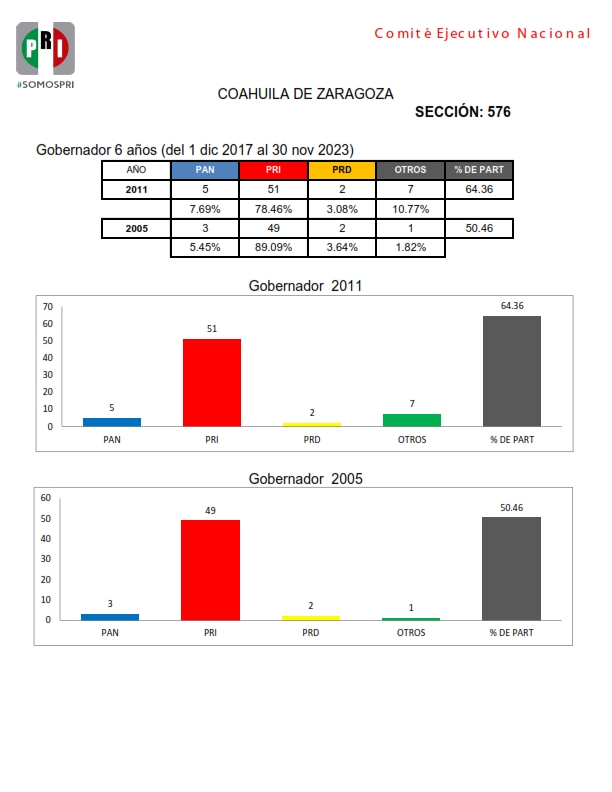 PRI
#SOMOSPRI
Comité Ejecutivo Nacional
COAHUILA DE ZARAGOZA
SECCIÓN: 576
Gobernador 6 años (del 1 dic 2017 al 30 nov 2023)
AÑO PAN PRI PRD OTROS % DE PART
2011 5 51 2 7 64.36
7.69% 78.46% 3.08% 10.77%
2005 3 49 2 1 50.46
5.45% 89.09% 3.64% 1.82%
Gobernador 2011
70
60
50
40
30
20
10
0
5 51 2 7 64.36
PAN PRI PRD OTROS % DE PART
Gobernador 2005
60
50
40
30
20
10
0
3 49 2 1 50.46
PAN PRI PRD OTROS % DE PART